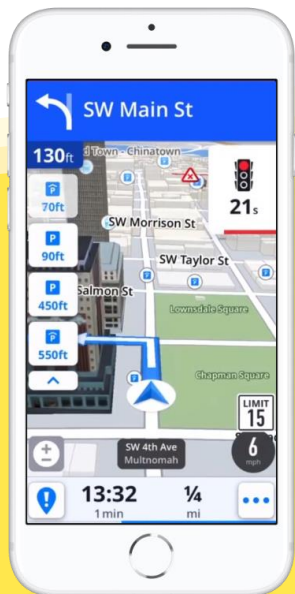 SW Main St
130ft
d Town - Chinatown
21s
P
70ft
SW Morrison St
P
90ft
SW Taylor St
P
450ft
Salmon St
Lownsdale Square
P
550ft
Chapman Square
LIMIT
15
SW 4th Ave
Multnomah
6
mph
13:32
1 min
¼
mi